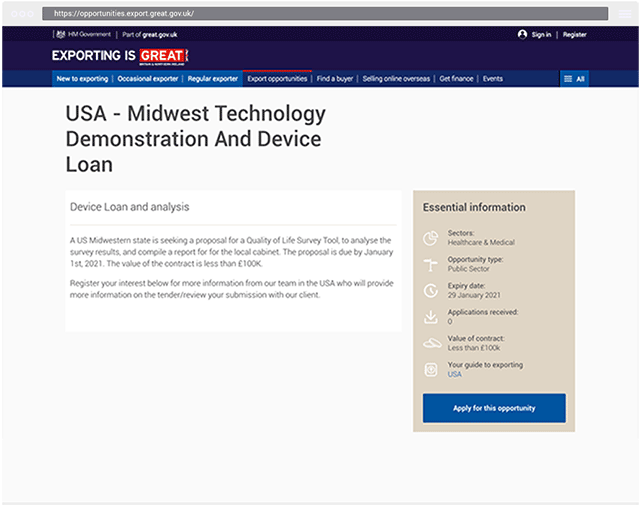 https://opportunities.export.great.gov.uk/
HM Government | Part of great.gov.uk
Sign in | Register
EXPORTING IS GREAT
BRITAIN & NORTHERN IRELAND
New to exporting | Occasional exporter | Regular exporter | Export opportunities | Find a buyer | Selling online overseas | Get finance | Events
All
USA - Midwest Technology
Demonstration And Device
Loan
Device Loan and analysis
A US Midwestern state is seeking a proposal for a Quality of Life Survey Tool, to analyse the
survey results, and compile a report for for the local cabinet. The proposal is due by January
1st, 2021. The value of the contract is less than £100K.
Register your interest below for more information from our team in the USA who will provide
more information on the tender/review your submission with our client.
Essential information
Sectors:
Healthcare & Medical
Opportunity type:
Public Sector
Expiry date:
29 January 2021
Applications received:
0
Value of contract:
Less than £100k
Your guide to exporting
USA
Apply for this opportunity